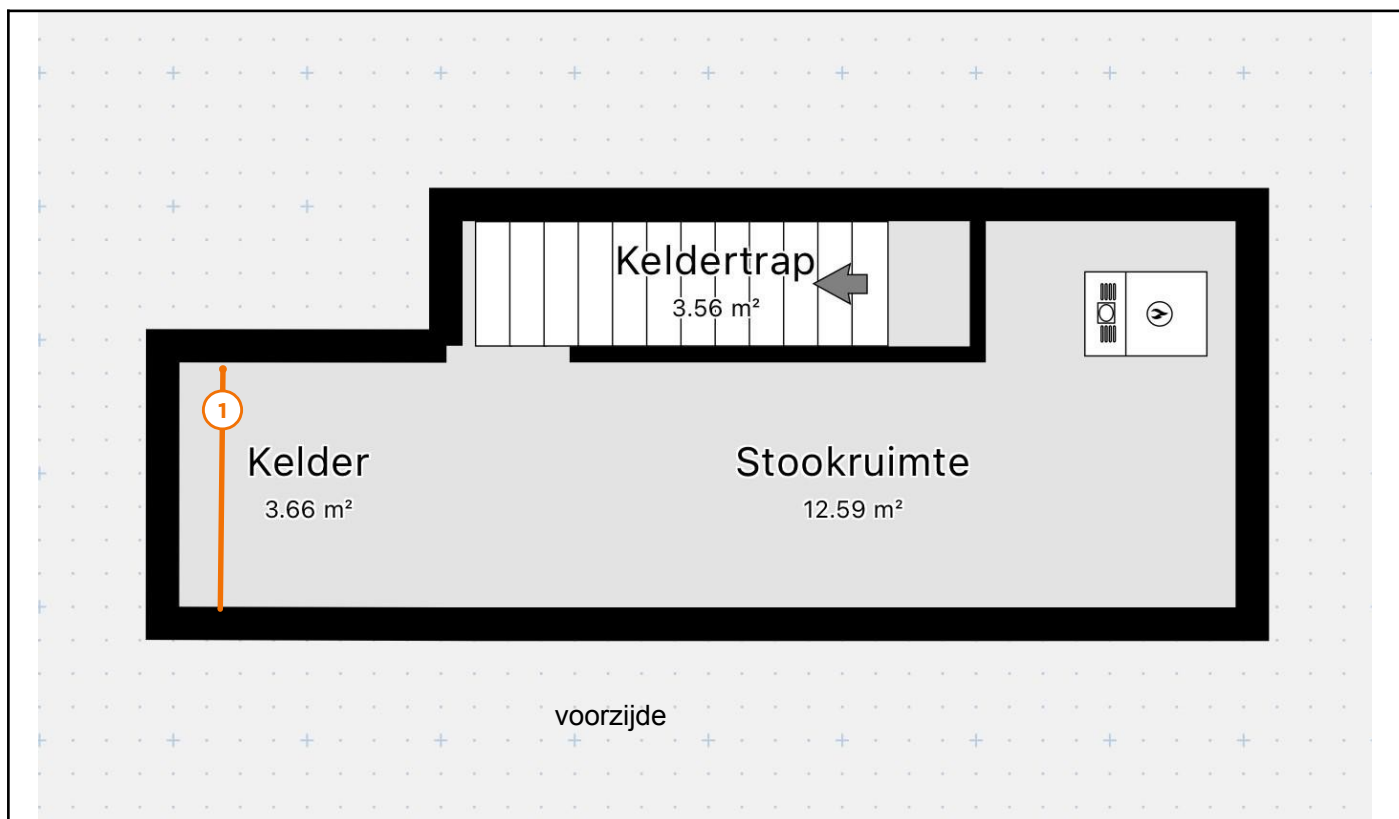 Keldertrap
3.56 m²
1
Kelder
3.66 m²
Stookruimte
12.59 m²
voorzijde